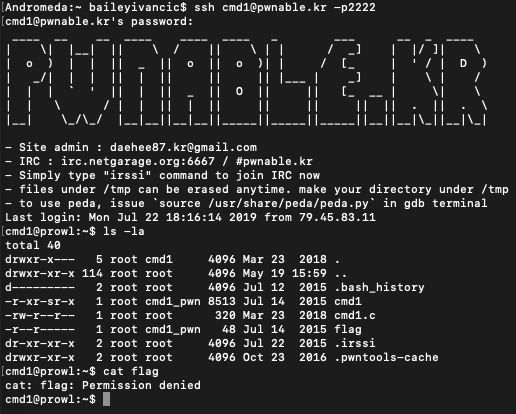 [Andromeda:~ baileyivancic$ ssh cmd1@pwnable.kr -p2222
[cmd1@pwnable.kr's password:
PWNABLE.KR
- Site admin : daehee87.kr@gmail.com
- IRC : irc.netgarage.org:6667 / #pwnable.kr
- Simply type "irssi" command to join IRC now
- files under /tmp can be erased anytime. make your directory under /tmp
- to use peda, issue `source /usr/share/peda/peda.py` in gdb terminal
Last login: Mon Jul 22 18:16:14 2019 from 79.45.83.11
[cmd1@prowl:~$ ls -la
total 40
drwxr-x---   5 root cmd1     4096 Mar 23  2018 .
drwxr-xr-x 114 root root     4096 May 19 15:59 ..
d---------   2 root root     4096 Jul 12  2015 .bash_history
-r-xr-sr-x   1 root cmd1_pwn 8513 Jul 14  2015 cmd1
-rw-r--r--   1 root root      320 Mar 23  2018 cmd1.c
-r--r-----   1 root cmd1_pwn   48 Jul 14  2015 flag
dr-xr-xr-x   2 root root     4096 Jul 22  2015 .irssi
drwxr-xr-x   2 root root     4096 Oct 23  2016 .pwntools-cache
[cmd1@prowl:~$ cat flag
cat: flag: Permission denied
cmd1@prowl:~$